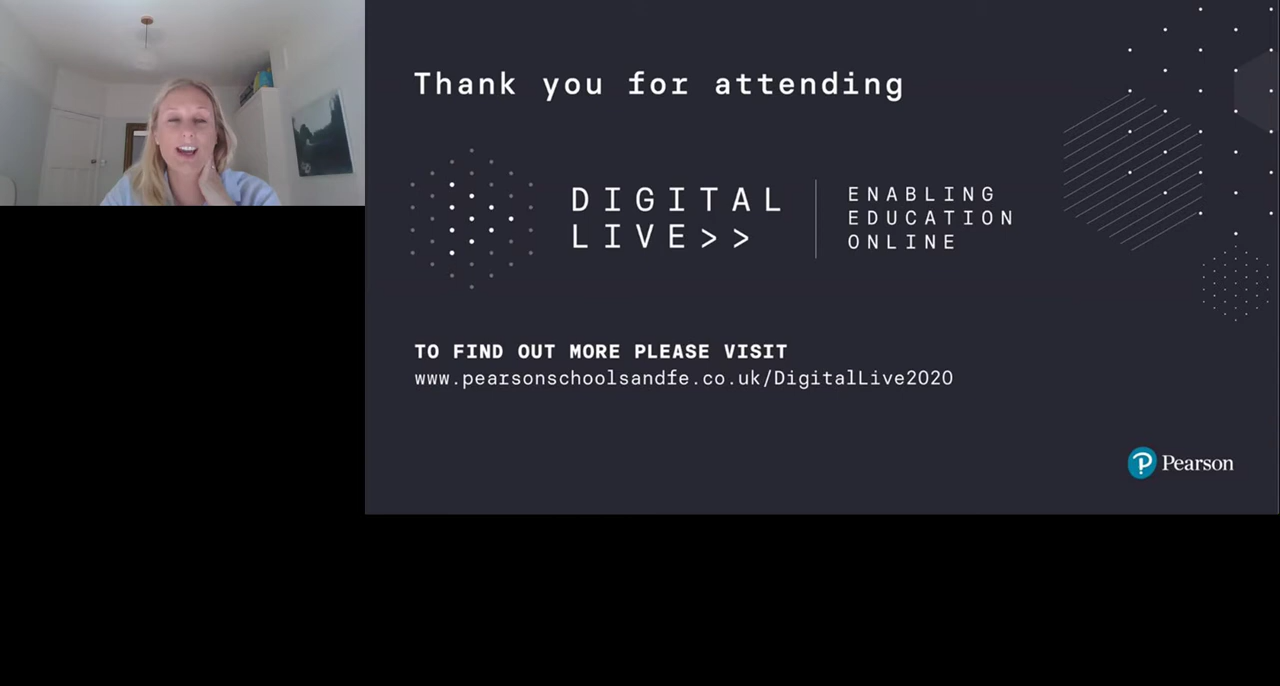 Thank you for attending
DIGITAL
LIVE>>
ENABLING
EDUCATION
ONLINE
TO FIND OUT MORE PLEASE VISIT
www.pearsonschoolsandfe.co.uk/DigitalLive2020
Pearson